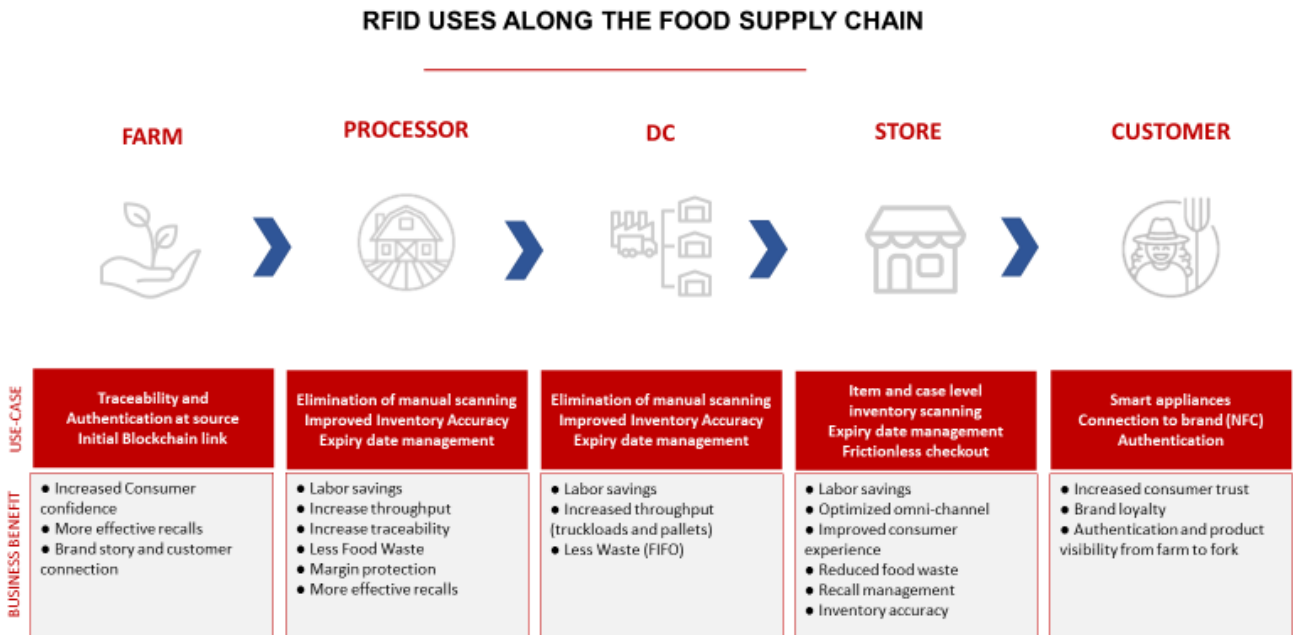 RFID USES ALONG THE FOOD SUPPLY CHAIN
FARM
PROCESSOR
DC
STORE
CUSTOMER
USE-CASE
Traceability and
Authentication at source
Initial Blockchain link
Elimination of manual scanning
Improved Inventory Accuracy
Expiry date management
Elimination of manual scanning
Improved Inventory Accuracy
Expiry date management
Item and case level
inventory scanning
Expiry date management
Frictionless checkout
Smart appliances
Connection to brand (NFC)
Authentication
BUSINESS BENEFIT
● Increased Consumer
confidence
● More effective recalls
● Brand story and customer
connection
● Labor savings
● Increase throughput
● Increase traceability
● Less Food Waste
● Margin protection
● More effective recalls
● Labor savings
● Increased throughput
(truckloads and pallets)
● Less Waste (FIFO)
● Labor savings
● Optimized omni-channel
● Improved consumer
experience
● Reduced food waste
● Recall management
● Inventory accuracy
● Increased consumer trust
● Brand loyalty
● Authentication and product
visibility from farm to fork